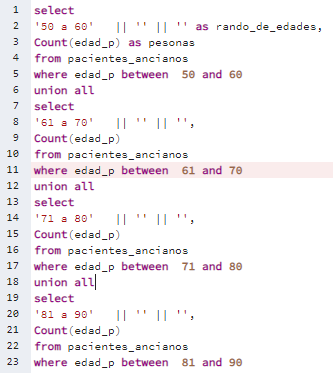 1 select
2 '50 a 60' || '' || '' as rando_de_edades,
3 Count(edad_p) as pesonas
4 from pacientes_ancianos
5 where edad_p between 50 and 60
6 union all
7 select
8 '61 a 70' || '' || '',
9 Count(edad_p)
10 from pacientes_ancianos
11 where edad_p between 61 and 70
12 union all
13 select
14 '71 a 80' || '' || '',
15 Count(edad_p)
16 from pacientes_ancianos
17 where edad_p between 71 and 80
18 union all
19 select
20 '81 a 90' || '' || '',
21 Count(edad_p)
22 from pacientes_ancianos
23 where edad_p between 81 and 90